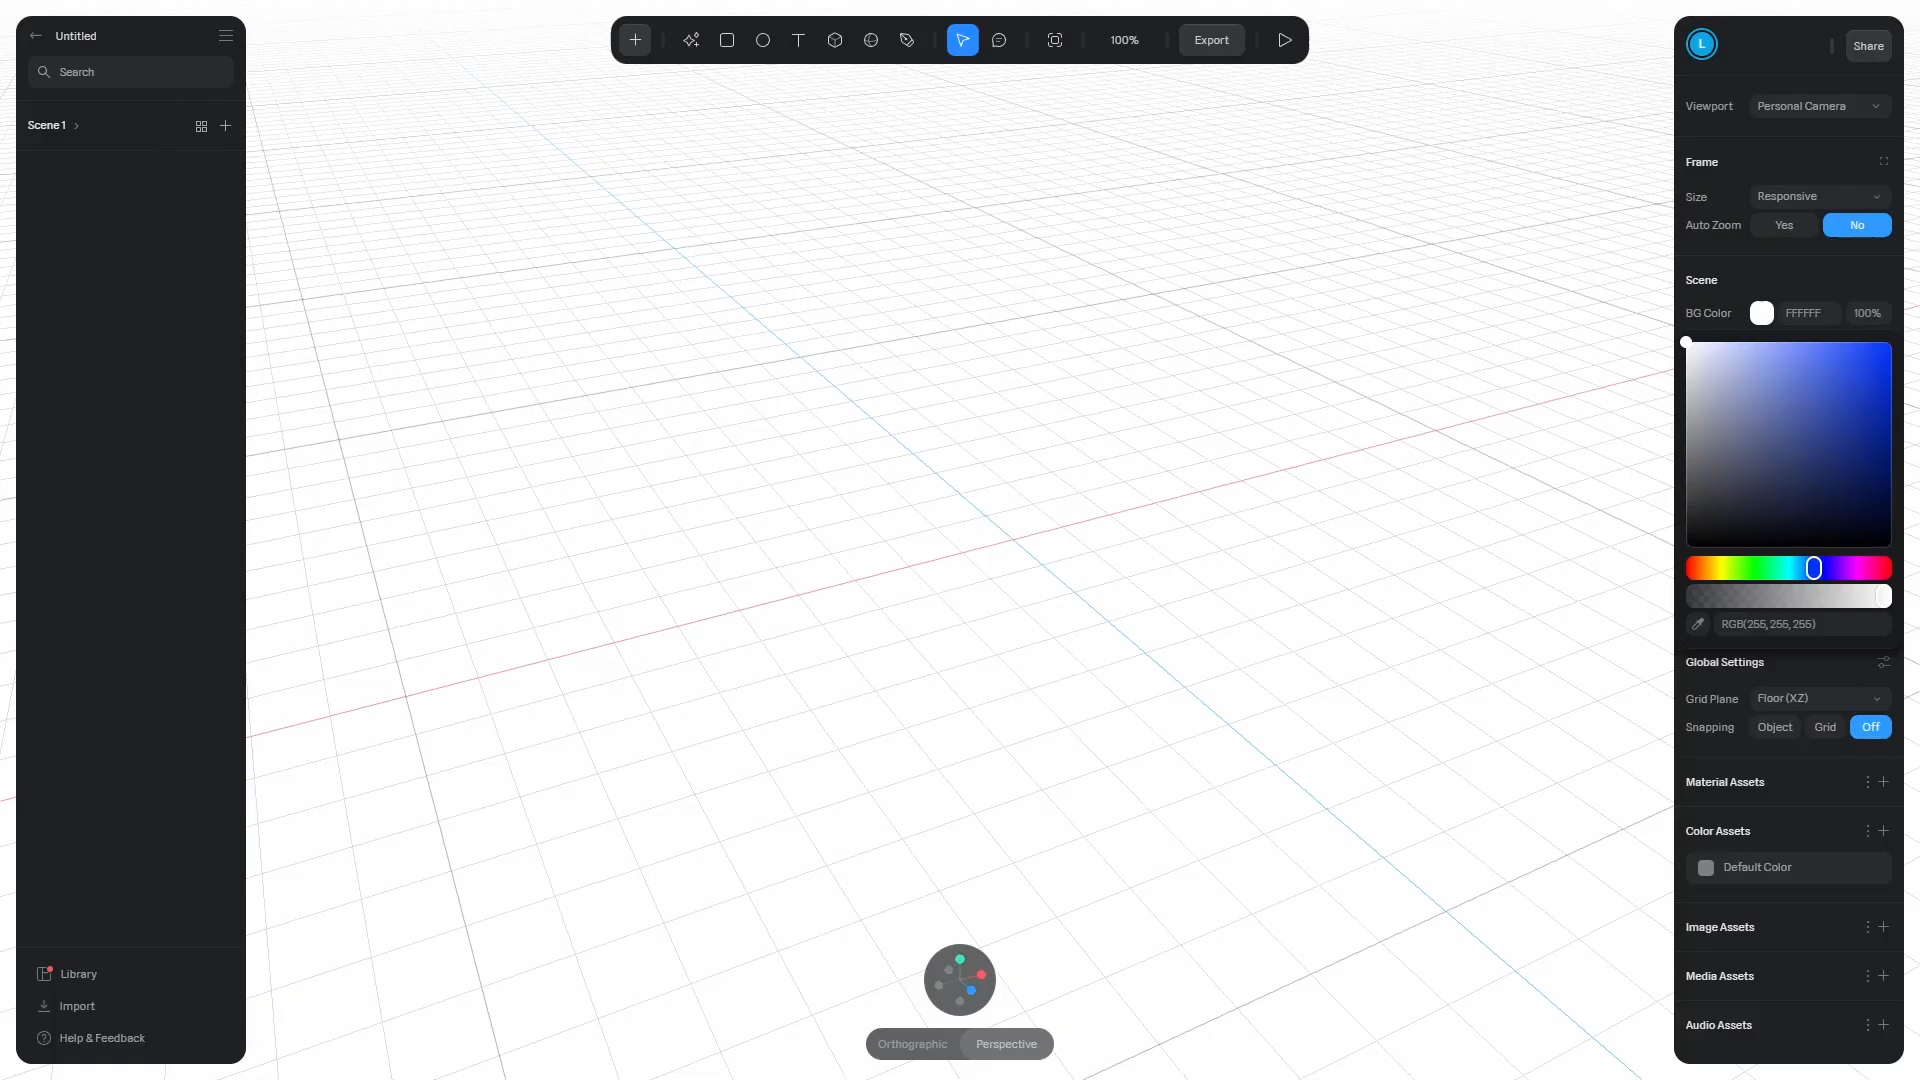 Untitled
Search
Scene 1
Library
Import
Help & Feedback
100%
Export
Orthographic
Perspective
L
Share
Viewport
Personal Camera
Frame
Size
Responsive
Auto Zoom
Yes
No
Scene
BG Color
FFFFFF
100%
RGB(255, 255, 255)
Global Settings
Grid Plane
Floor (XZ)
Snapping
Object
Grid
Off
Material Assets
Color Assets
Default Color
Image Assets
Media Assets
Audio Assets